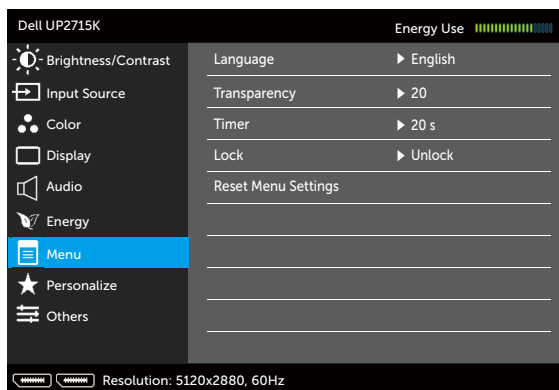 Dell UP2715K Energy Use
Brightness/Contrast Language English
Input Source Transparency 20
Color Timer 20 s
Display Lock Unlock
Audio Reset Menu Settings
Energy
Menu
Personalize
Others
Resolution: 5120x2880, 60Hz